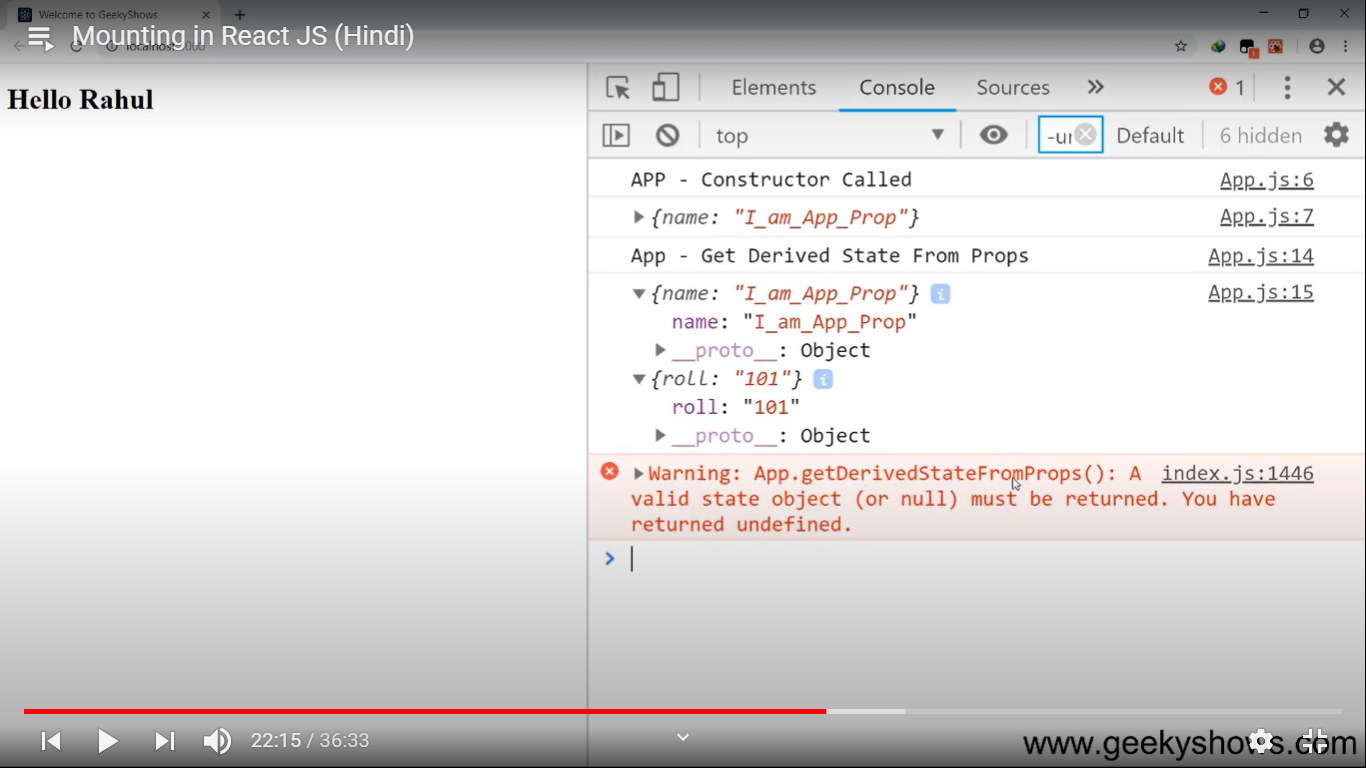 Welcome to GeekyShows
Mounting in React JS (Hindi)
Hello Rahul
Elements Console Sources 1
top Default 6 hidden
APP - Constructor Called App.js:6
{name: "I_am_App_Prop"} App.js:7
App - Get Derived State From Props App.js:14
{name: "I_am_App_Prop"} App.js:15
name: "I_am_App_Prop"
__proto__: Object
{roll: "101"}
roll: "101"
__proto__: Object
Warning: App.getDerivedStateFromProps(): A index.js:1446
valid state object (or null) must be returned. You have
returned undefined.
22:15 / 36:33
www.geekyshows.com